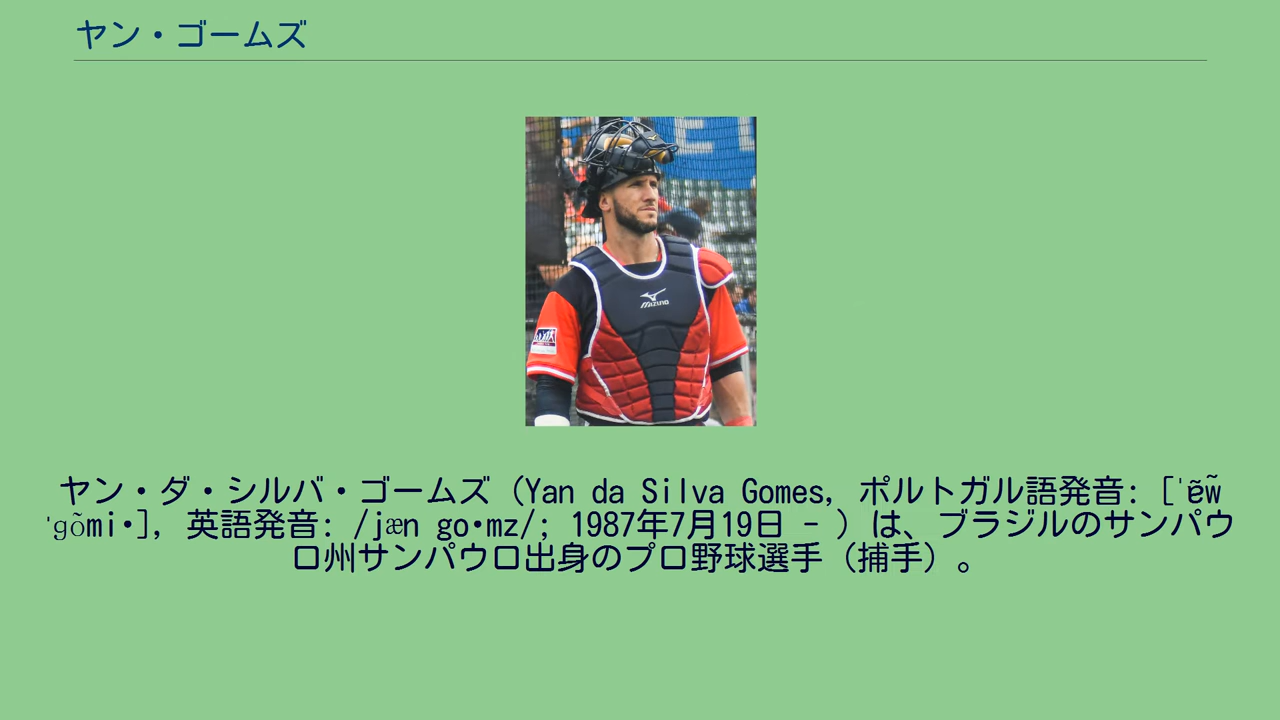 ヤン・ゴームズ
MIZUNO
ヤン・ダ・シルバ・ゴームズ（Yan da Silva Gomes, ポルトガル語発音: [ˈɐ̃w̃
ˈɡõmi•], 英語発音: /jæn go•mz/; 1987年7月19日 - ）は、ブラジルのサンパウ
ロ州サンパウロ出身のプロ野球選手（捕手）。